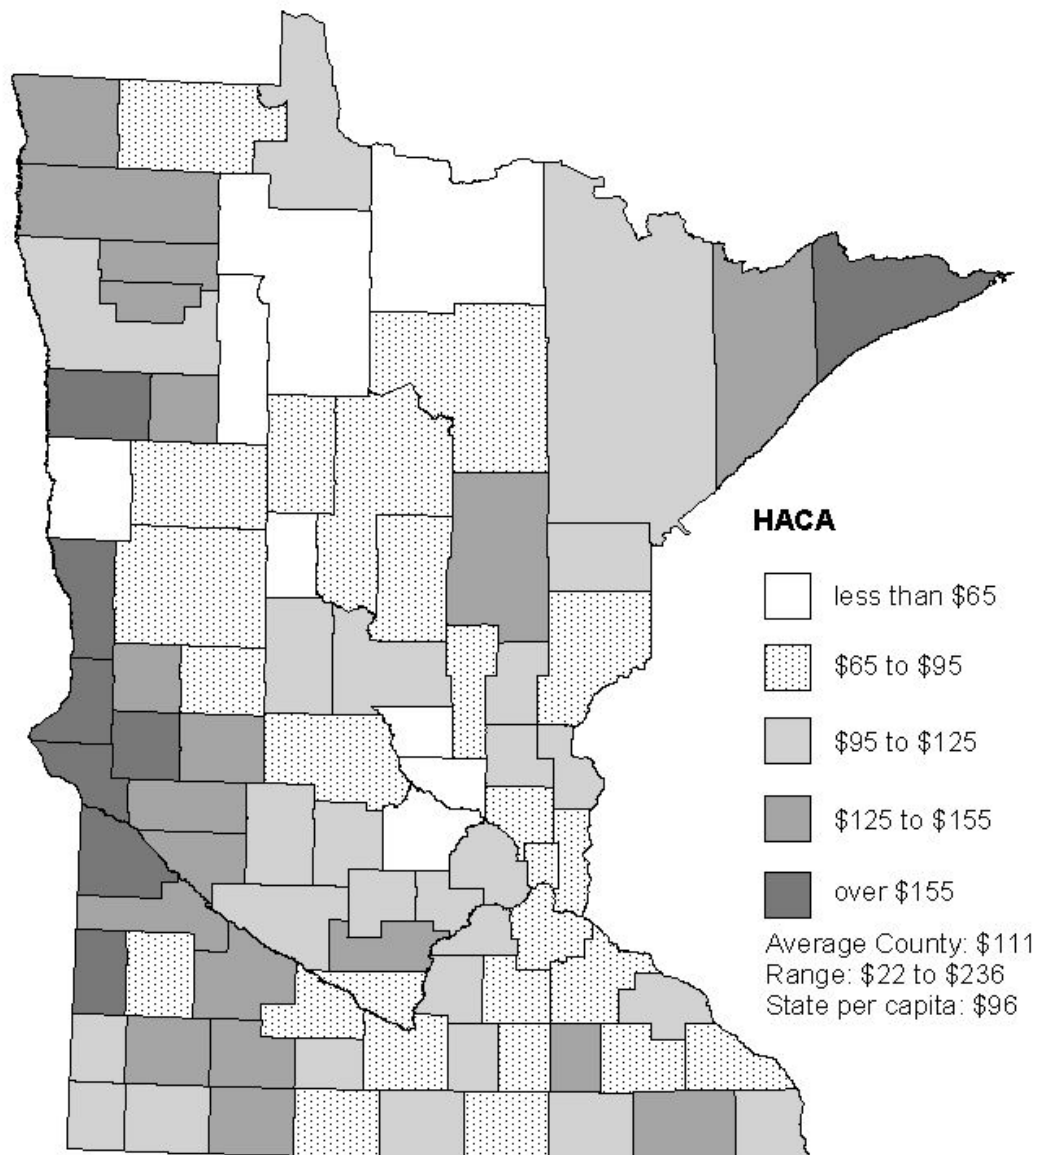 HACA
less than $65
$65 to $95
$95 to $125
$125 to $155
over $155
Average County: $111
Range: $22 to $236
State per capita: $96